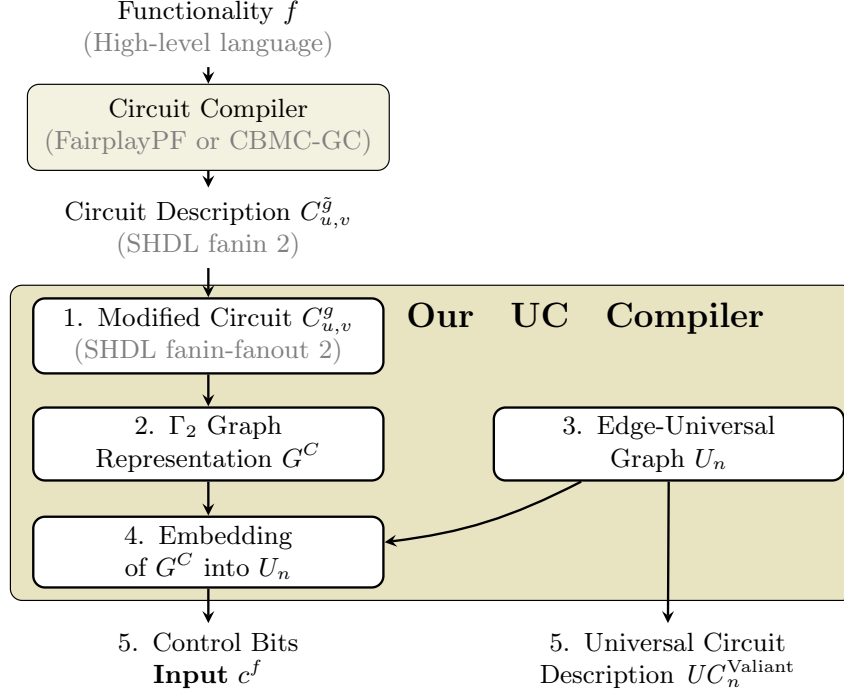 Functionality f
(High-level language)
Circuit Compiler
(FairplayPF or CBMC-GC)
Circuit Description C^{g̃}_{u,v}
(SHDL fanin 2)
Our UC Compiler
1. Modified Circuit C^g_{u,v}
(SHDL fanin-fanout 2)
2. Γ₂ Graph
Representation G^C
3. Edge-Universal
Graph U_n
4. Embedding
of G^C into U_n
5. Control Bits
Input c^f
5. Universal Circuit
Description UC_n^{Valiant}